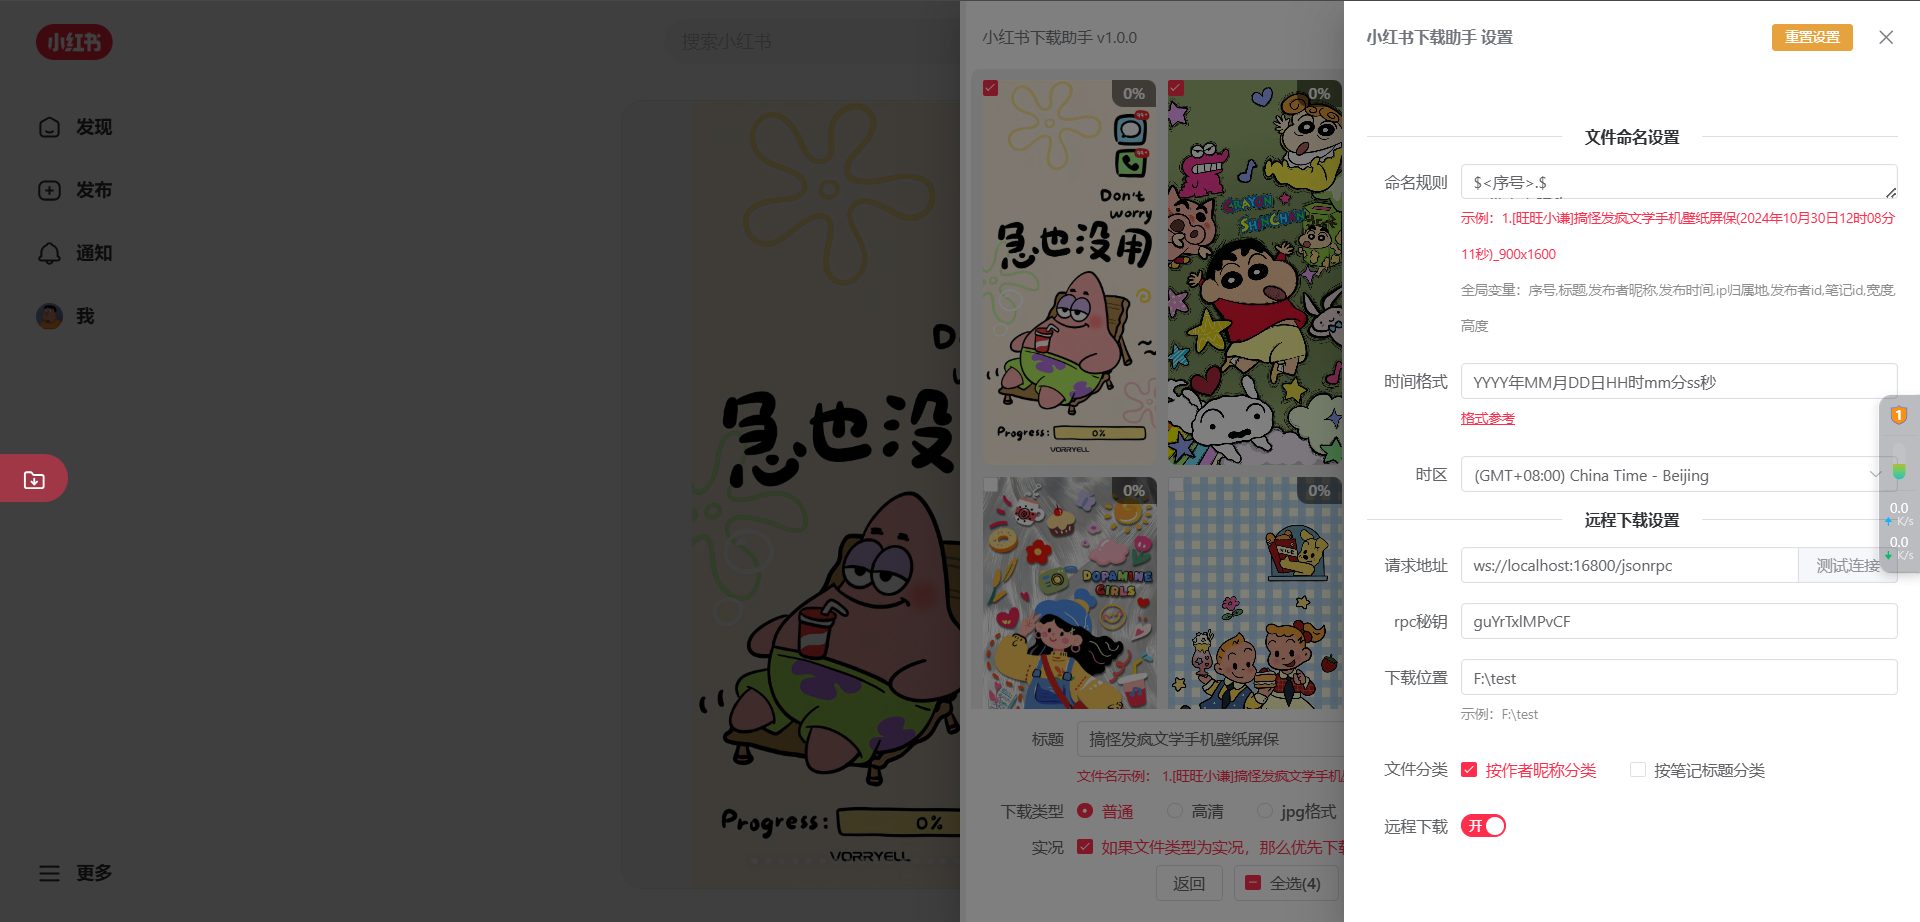 小红书
搜索小红书
发现
发布
通知
我
更多
Don't
worry
急也没用
Progress: 0%
VORRYELL
急也没
Progress: 0%
VORRYELL
小红书下载助手 v1.0.0
0%
0%
0%
0%
99+
99+
CRAYON
SHINCHAN
DOPAMINE
GIRLS
标题
搞怪发疯文学手机壁纸屏保
文件名示例： 1.[旺旺小谦]搞怪发疯文学手机
下载类型
普通
高清
jpg格式
实况
如果文件类型为实况，那么优先下载
返回
全选(4)
小红书下载助手 设置
重置设置
文件命名设置
命名规则
$<序号>.$
示例：1.[旺旺小谦]搞怪发疯文学手机壁纸屏保(2024年10月30日12时08分
11秒)_900x1600
全局变量：序号,标题,发布者昵称,发布时间,ip归属地,发布者id,笔记id,宽度,
高度
时间格式
YYYY年MM月DD日HH时mm分ss秒
格式参考
时区
(GMT+08:00) China Time - Beijing
远程下载设置
请求地址
ws://localhost:16800/jsonrpc
测试连接
rpc秘钥
guYrTxlMPvCF
下载位置
F:\test
示例：F:\test
文件分类
按作者昵称分类
按笔记标题分类
远程下载
开
1
0.0
K/s
0.0
K/s